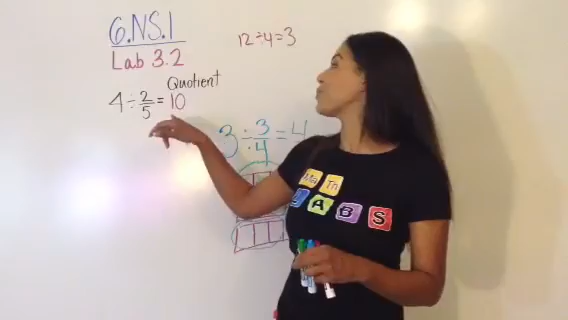 6.NS.1
Lab 3.2
12 ÷ 4 = 3
Quotient
4 ÷ 2/5 = 10
3 ÷ 3/4 = 4
Ma Tn
L A B S